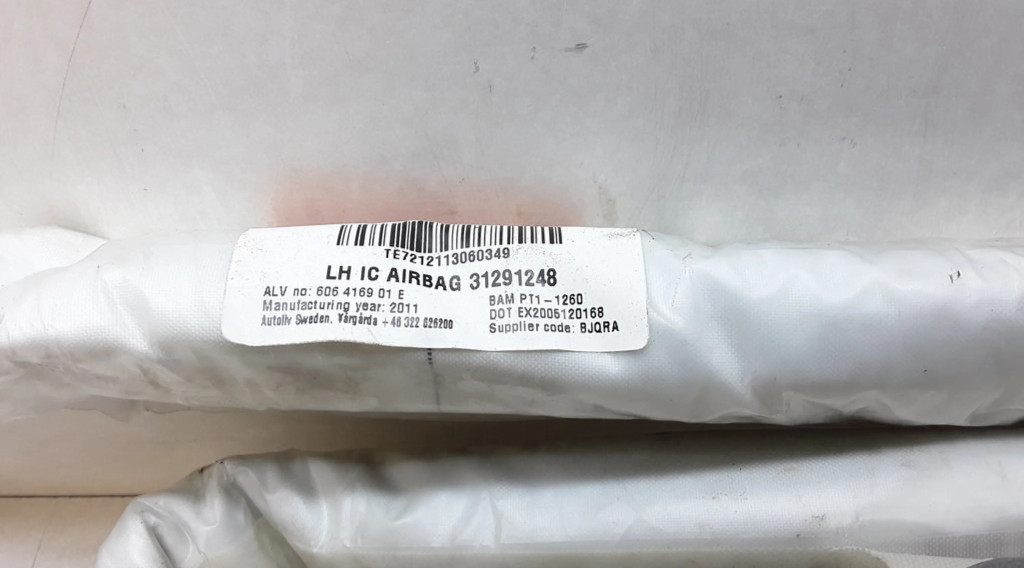 TE7212113060349
LH IC AIRBAG 31291248
ALV no: 606 4169 01 E
Manufacturing year: 2011
Autoliv Sweden, Vårgårda +46 322 626200
BAM PT1-1260
DOT EX2005120168
Supplier code: BJQRA